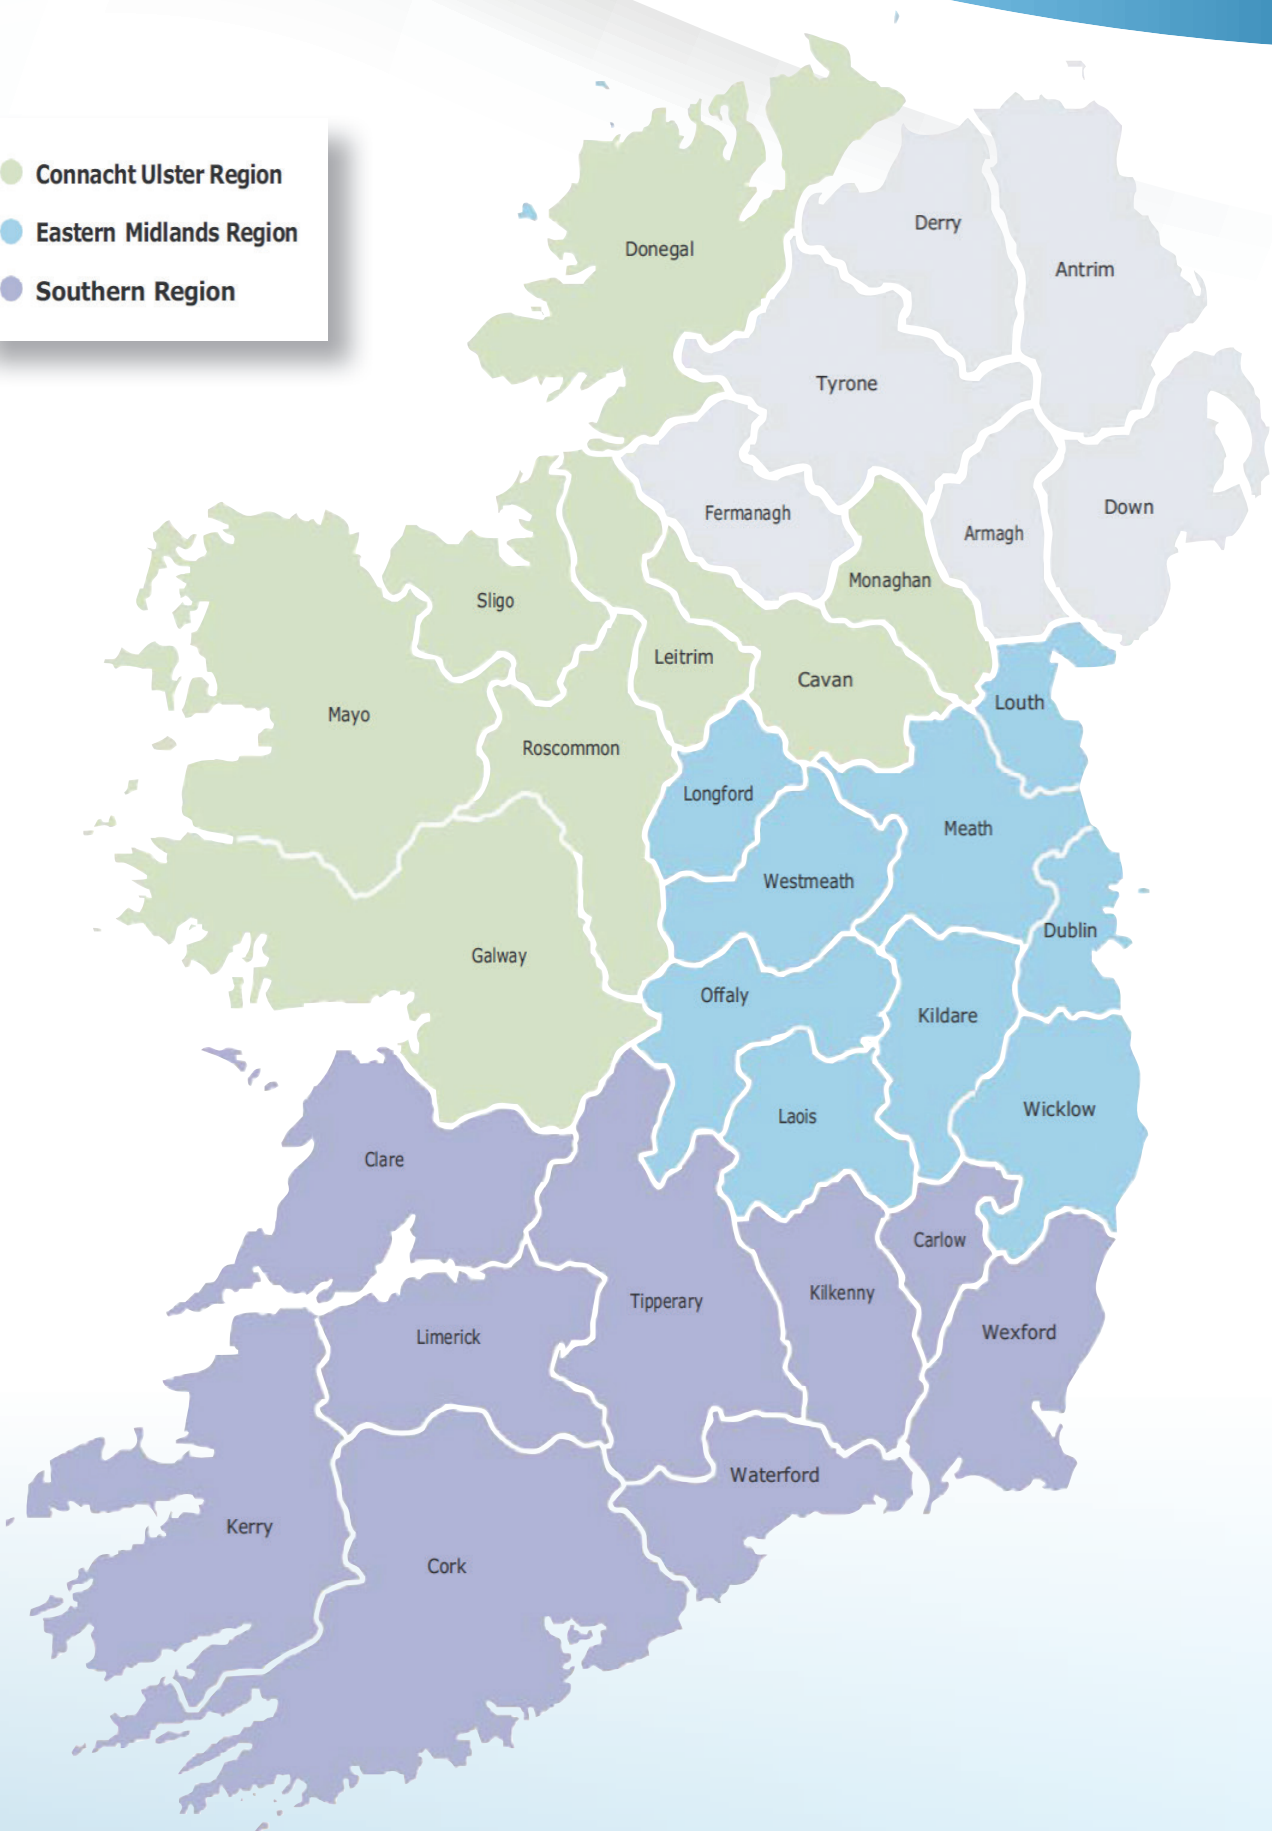 Connacht Ulster Region
Eastern Midlands Region
Southern Region
Donegal
Derry
Antrim
Tyrone
Fermanagh
Armagh
Down
Monaghan
Sligo
Leitrim
Cavan
Louth
Mayo
Roscommon
Longford
Meath
Westmeath
Dublin
Galway
Offaly
Kildare
Laois
Wicklow
Clare
Carlow
Tipperary
Kilkenny
Limerick
Wexford
Waterford
Kerry
Cork